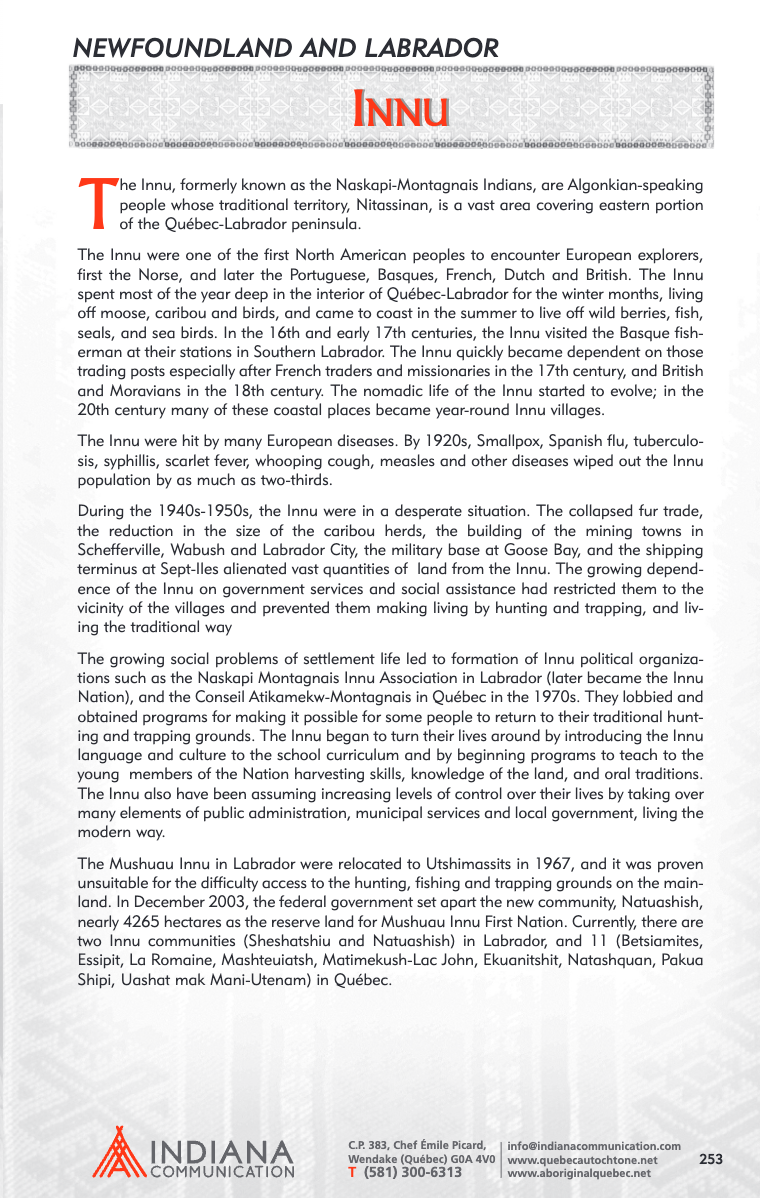 NEWFOUNDLAND AND LABRADOR
INNU
The Innu, formerly known as the Naskapi-Montagnais Indians, are Algonkian-speaking
people whose traditional territory, Nitassinan, is a vast area covering eastern portion
of the Québec-Labrador peninsula.
The Innu were one of the first North American peoples to encounter European explorers,
first the Norse, and later the Portuguese, Basques, French, Dutch and British. The Innu
spent most of the year deep in the interior of Québec-Labrador for the winter months, living
off moose, caribou and birds, and came to coast in the summer to live off wild berries, fish,
seals, and sea birds. In the 16th and early 17th centuries, the Innu visited the Basque fish-
erman at their stations in Southern Labrador. The Innu quickly became dependent on those
trading posts especially after French traders and missionaries in the 17th century, and British
and Moravians in the 18th century. The nomadic life of the Innu started to evolve; in the
20th century many of these coastal places became year-round Innu villages.
The Innu were hit by many European diseases. By 1920s, Smallpox, Spanish flu, tuberculo-
sis, syphillis, scarlet fever, whooping cough, measles and other diseases wiped out the Innu
population by as much as two-thirds.
During the 1940s-1950s, the Innu were in a desperate situation. The collapsed fur trade,
the reduction in the size of the caribou herds, the building of the mining towns in
Schefferville, Wabush and Labrador City, the military base at Goose Bay, and the shipping
terminus at Sept-Iles alienated vast quantities of land from the Innu. The growing depend-
ence of the Innu on government services and social assistance had restricted them to the
vicinity of the villages and prevented them making living by hunting and trapping, and liv-
ing the traditional way
The growing social problems of settlement life led to formation of Innu political organiza-
tions such as the Naskapi Montagnais Innu Association in Labrador (later became the Innu
Nation), and the Conseil Atikamekw-Montagnais in Québec in the 1970s. They lobbied and
obtained programs for making it possible for some people to return to their traditional hunt-
ing and trapping grounds. The Innu began to turn their lives around by introducing the Innu
language and culture to the school curriculum and by beginning programs to teach to the
young members of the Nation harvesting skills, knowledge of the land, and oral traditions.
The Innu also have been assuming increasing levels of control over their lives by taking over
many elements of public administration, municipal services and local government, living the
modern way.
The Mushuau Innu in Labrador were relocated to Utshimassits in 1967, and it was proven
unsuitable for the difficulty access to the hunting, fishing and trapping grounds on the main-
land. In December 2003, the federal government set apart the new community, Natuashish,
nearly 4265 hectares as the reserve land for Mushuau Innu First Nation. Currently, there are
two Innu communities (Sheshatshiu and Natuashish) in Labrador, and 11 (Betsiamites,
Essipit, La Romaine, Mashteuiatsh, Matimekush-Lac John, Ekuanitshit, Natashquan, Pakua
Shipi, Uashat mak Mani-Utenam) in Québec.
INDIANA
COMMUNICATION
C.P. 383, Chef Émile Picard,
Wendake (Québec) G0A 4V0
T (581) 300-6313
info@indianacommunication.com
www.quebecautochtone.net
www.aboriginalquebec.net
253